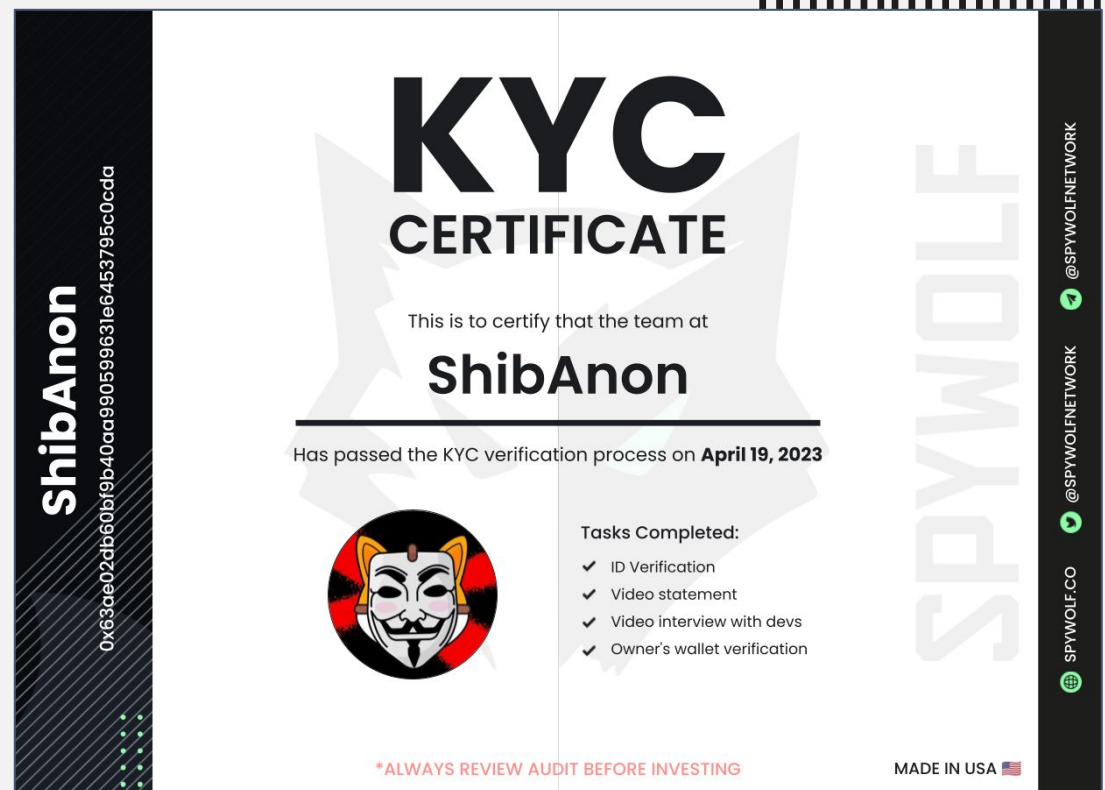 ShibAnon
0x63ae02db60bf9b40aa990599631e6453795c0cda
KYC
CERTIFICATE
This is to certify that the team at
ShibAnon
Has passed the KYC verification process on April 19, 2023
Tasks Completed:
ID Verification
Video statement
Video interview with devs
Owner's wallet verification
*ALWAYS REVIEW AUDIT BEFORE INVESTING
MADE IN USA 🇺🇸
SPYWOLF
SPYWOLF.CO
@SPYWOLFNETWORK
@SPYWOLFNETWORK